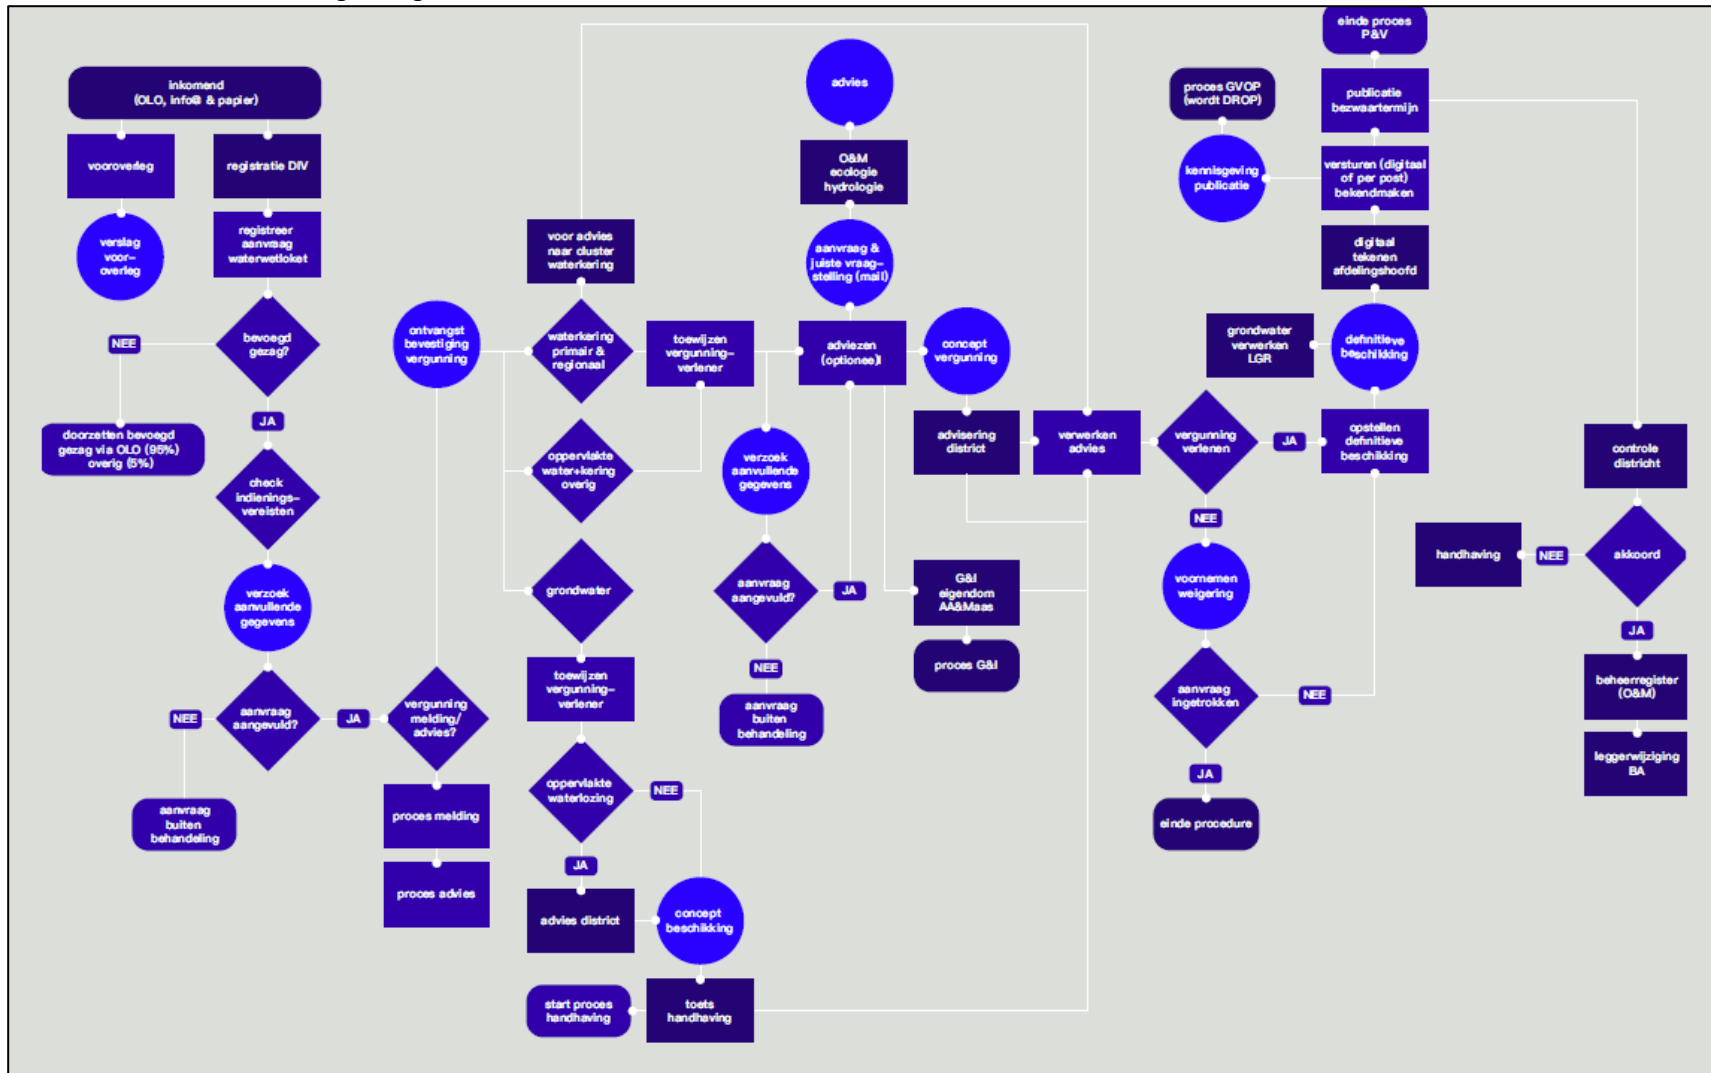 inkomend
(OLO, info@ & papier)
vooroverleg
registratie DIV
verslag
voor-
overleg
registreer
aanvraag
waterwetloket
bevoegd
gezag?
NEE
JA
doorzetten bevoegd
gezag via OLO (95%)
overig (5%)
check
indienings-
vereisten
verzoek
aanvullende
gegevens
aanvraag
aangevuld?
NEE
JA
aanvraag
buiten
behandeling
vergunning
melding/
advies?
proces melding
proces advies
ontvangst
bevestiging
vergunning
voor advies
naar cluster
waterkering
waterkering
primair &
regionaal
toewijzen
vergunning-
verlener
oppervlakte
water+kering
overig
grondwater
toewijzen
vergunning-
verlener
oppervlakte
waterlozing
NEE
JA
advies district
concept
beschikking
start proces
handhaving
toets
handhaving
advies
O&M
ecologie
hydrologie
aanvraag &
juiste vraag-
stelling (mail)
adviezen
(optionee)l
concept
vergunning
verzoek
aanvullende
gegevens
aanvraag
aangevuld?
JA
NEE
aanvraag
buiten
behandeling
advisering
district
verwerken
advies
G&I
eigendom
AA&Maas
proces G&I
vergunning
verlenen
JA
NEE
voornemen
weigering
aanvraag
ingetrokken
NEE
JA
einde procedure
einde proces
P&V
publicatie
bezwaartermijn
proces GVOP
(wordt DROP)
kennisgeving
publicatie
versturen (digitaal
of per post)
bekendmaken
digitaal
tekenen
afdelingshoofd
grondwater
verwerken
LGR
definitieve
beschikking
opstellen
definitieve
beschikking
controle
districht
akkoord
NEE
handhaving
JA
beheerregister
(O&M)
leggerwijziging
BA